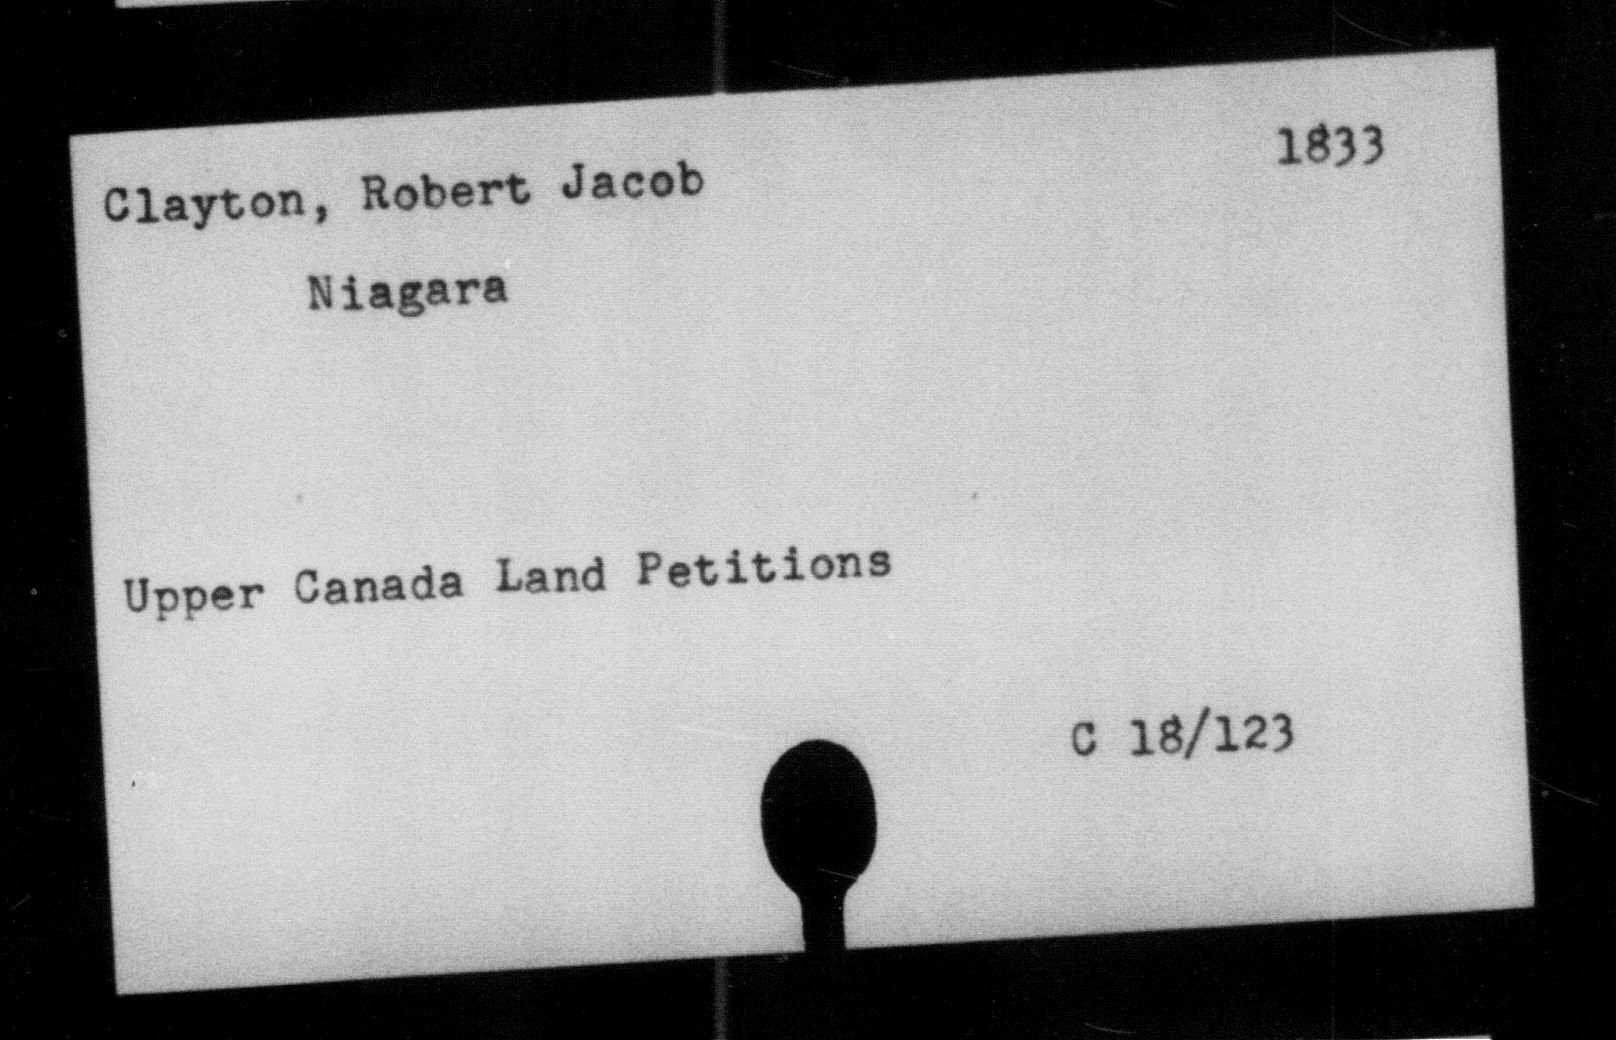 Clayton, Robert Jacob 1833
Niagara
Upper Canada Land Petitions
C 18/123